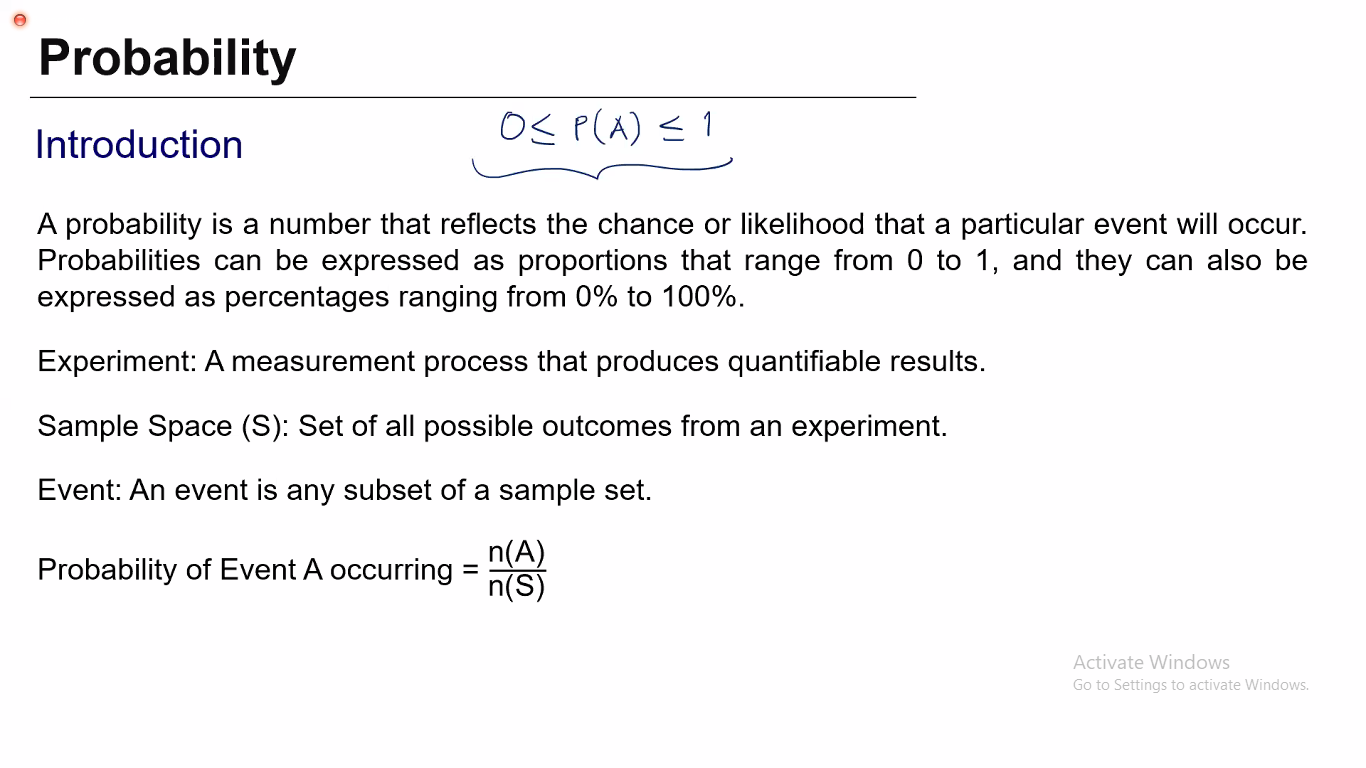 Probability
0 ≤ P(A) ≤ 1
Introduction
A probability is a number that reflects the chance or likelihood that a particular event will occur.
Probabilities can be expressed as proportions that range from 0 to 1, and they can also be
expressed as percentages ranging from 0% to 100%.
Experiment: A measurement process that produces quantifiable results.
Sample Space (S): Set of all possible outcomes from an experiment.
Event: An event is any subset of a sample set.
Probability of Event A occurring = n(A)/n(S)
Activate Windows
Go to Settings to activate Windows.